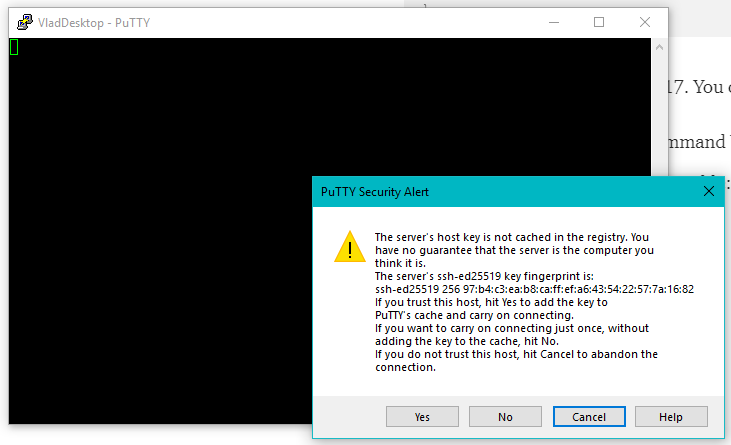 VladDesktop - PuTTY
17. You
mmand
PuTTY Security Alert
The server's host key is not cached in the registry. You
have no guarantee that the server is the computer you
think it is.
The server's ssh-ed25519 key fingerprint is:
ssh-ed25519 256 97:b4:c3:ea:b8:ca:ff:ef:a6:43:54:22:57:7a:16:82
If you trust this host, hit Yes to add the key to
PuTTY's cache and carry on connecting.
If you want to carry on connecting just once, without
adding the key to the cache, hit No.
If you do not trust this host, hit Cancel to abandon the
connection.
Yes No Cancel Help